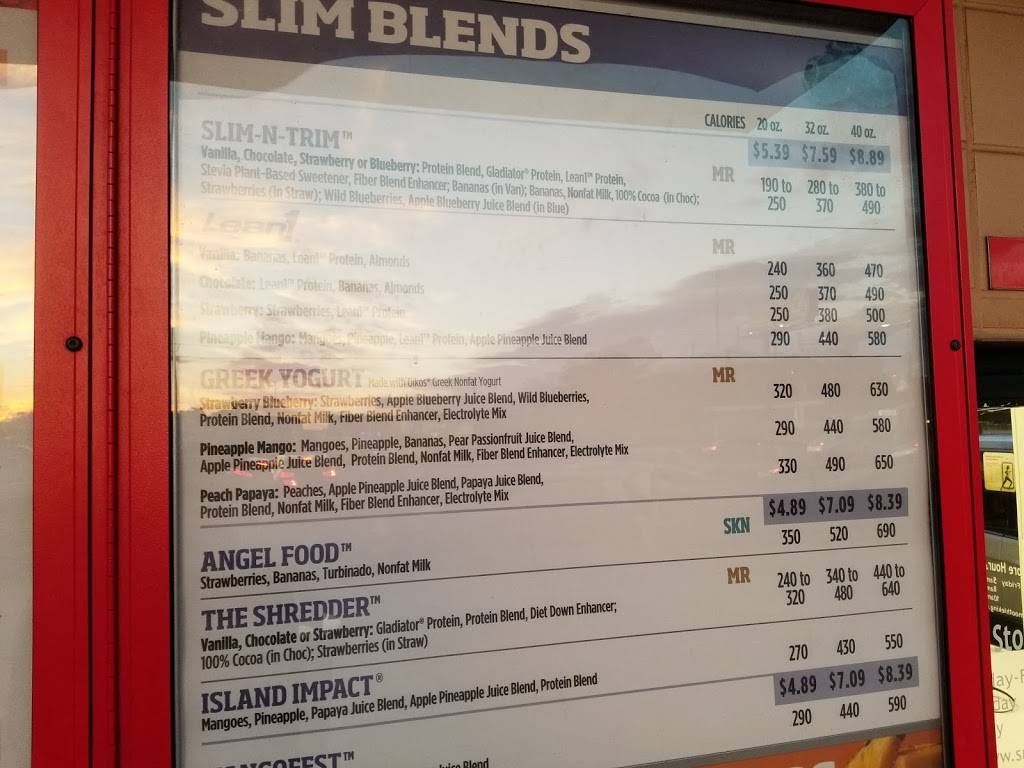 SLIM BLENDS
CALORIES 20 oz. 32 oz. 40 oz.
SLIM-N-TRIM™ $5.39 $7.59 $8.89
Vanilla, Chocolate, Strawberry or Blueberry: Protein Blend, Gladiator® Protein, Lean1™ Protein,
Stevia Plant-Based Sweetener, Fiber Blend Enhancer; Bananas (in Van); Bananas, Nonfat Milk, 100% Cocoa (in Choc);
Strawberries (in Straw); Wild Blueberries, Apple Blueberry Juice Blend (in Blue)
MR 190 to 250 280 to 370 380 to 490
Lean1 MR
Vanilla: Bananas, Lean1™ Protein, Almonds 240 360 470
Chocolate: Lean1™ Protein, Bananas, Almonds 250 370 490
Strawberry: Strawberries, Lean1™ Protein 250 380 500
Pineapple Mango: Mangoes, Pineapple, Lean1™ Protein, Apple Pineapple Juice Blend 290 440 580
GREEK YOGURT Made with Oikos® Greek Nonfat Yogurt MR
Strawberry Blueberry: Strawberries, Apple Blueberry Juice Blend, Wild Blueberries, 320 480 630
Protein Blend, Nonfat Milk, Fiber Blend Enhancer, Electrolyte Mix
Pineapple Mango: Mangoes, Pineapple, Bananas, Pear Passionfruit Juice Blend, 290 440 580
Apple Pineapple Juice Blend, Protein Blend, Nonfat Milk, Fiber Blend Enhancer, Electrolyte Mix
Peach Papaya: Peaches, Apple Pineapple Juice Blend, Papaya Juice Blend, 330 490 650
Protein Blend, Nonfat Milk, Fiber Blend Enhancer, Electrolyte Mix
$4.89 $7.09 $8.39
ANGEL FOOD™ SKN 350 520 690
Strawberries, Bananas, Turbinado, Nonfat Milk
THE SHREDDER™ MR 240 to 320 340 to 480 440 to 640
Vanilla, Chocolate or Strawberry: Gladiator® Protein, Protein Blend, Diet Down Enhancer;
100% Cocoa (in Choc); Strawberries (in Straw)
ISLAND IMPACT® 270 430 550
Mangoes, Pineapple, Papaya Juice Blend, Apple Pineapple Juice Blend, Protein Blend
$4.89 $7.09 $8.39
290 440 590